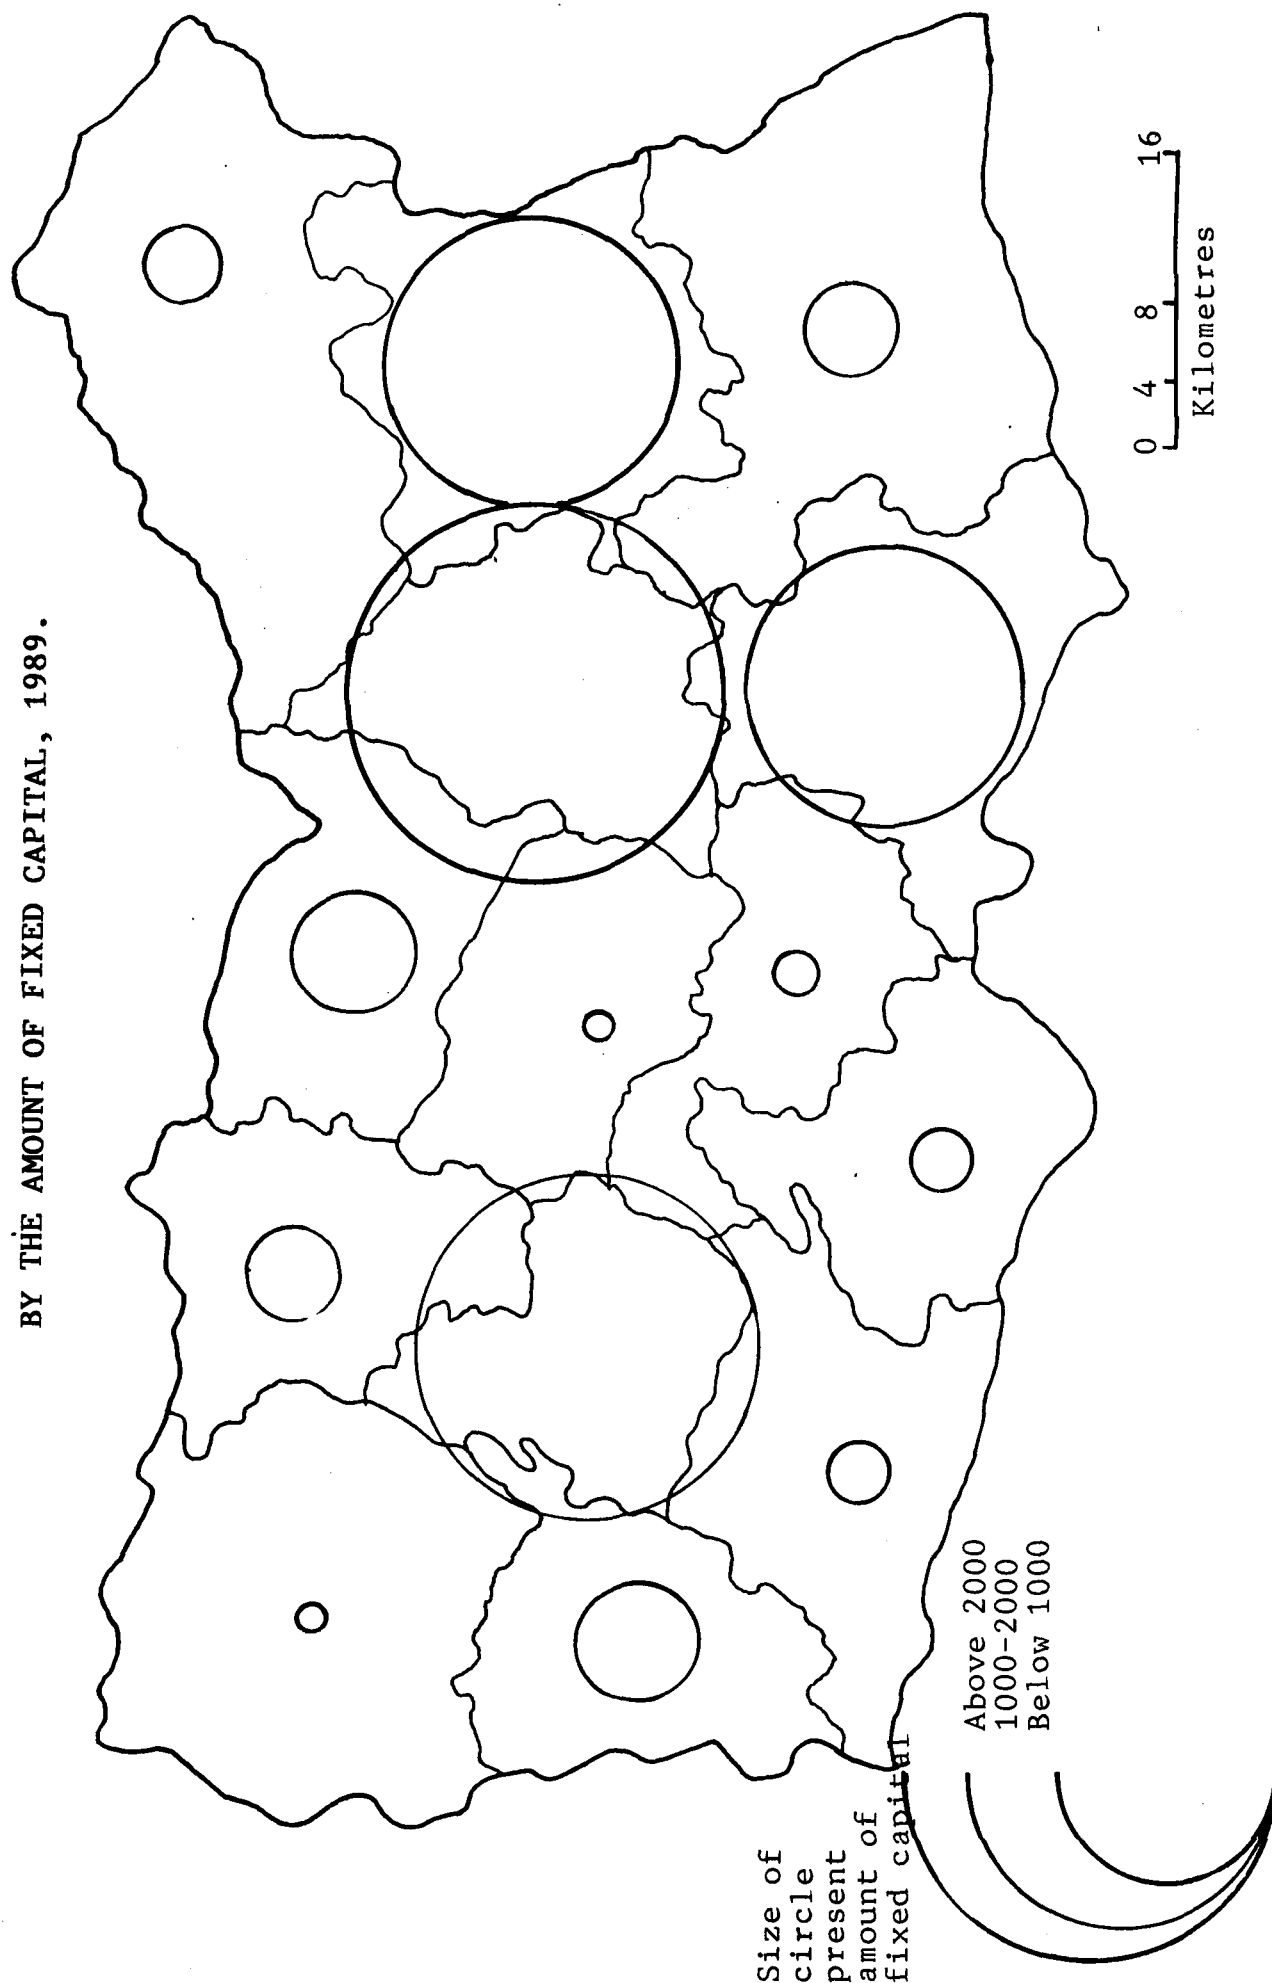 BY THE AMOUNT OF FIXED CAPITAL, 1989.
Size of
circle
present
amount of
fixed capital
Above 2000
1000-2000
Below 1000
0 4 8 16
Kilometres